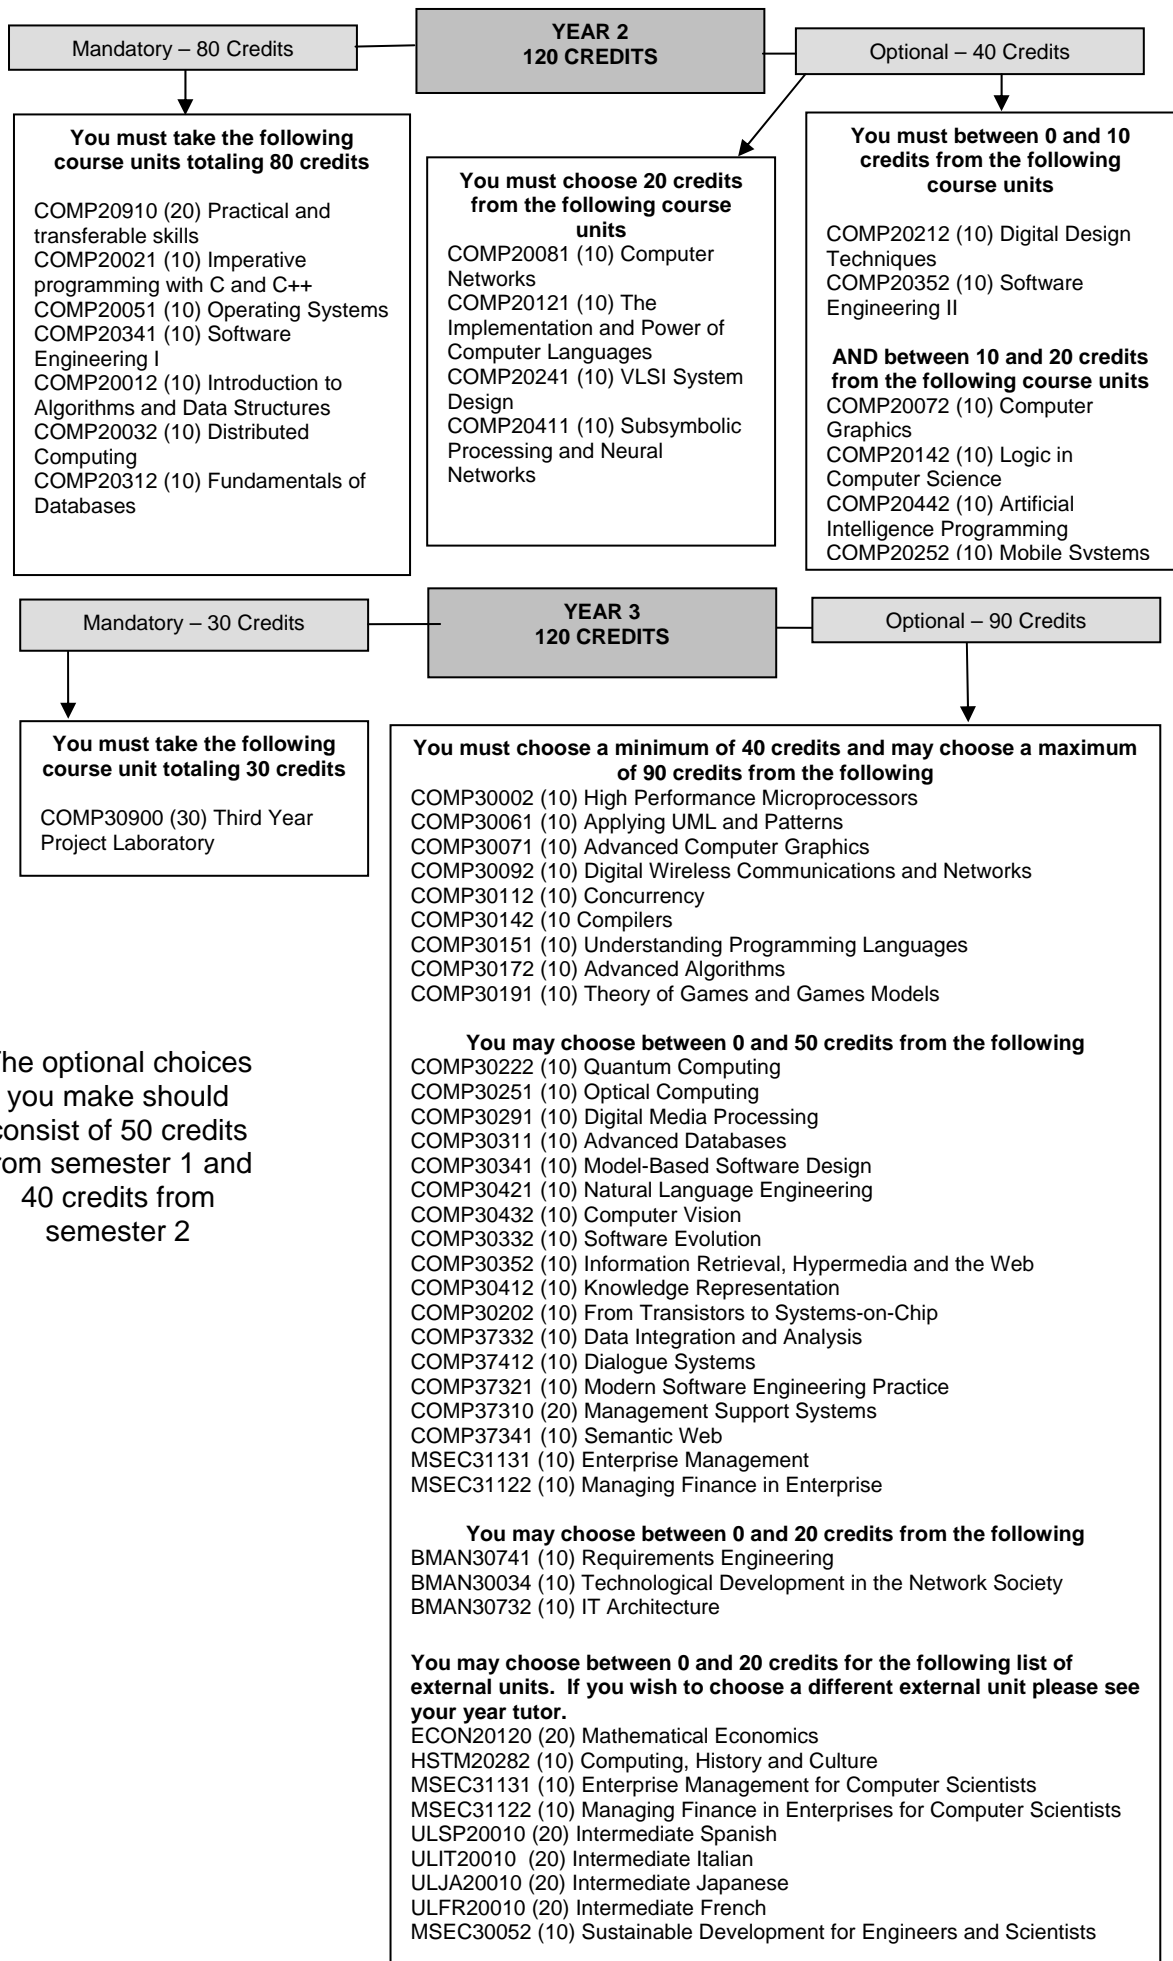 YEAR 2
120 CREDITS
Mandatory – 80 Credits
Optional – 40 Credits
You must take the following
course units totaling 80 credits
COMP20910 (20) Practical and
transferable skills
COMP20021 (10) Imperative
programming with C and C++
COMP20051 (10) Operating Systems
COMP20341 (10) Software
Engineering I
COMP20012 (10) Introduction to
Algorithms and Data Structures
COMP20032 (10) Distributed
Computing
COMP20312 (10) Fundamentals of
Databases
You must choose 20 credits
from the following course
units
COMP20081 (10) Computer
Networks
COMP20121 (10) The
Implementation and Power of
Computer Languages
COMP20241 (10) VLSI System
Design
COMP20411 (10) Subsymbolic
Processing and Neural
Networks
You must between 0 and 10
credits from the following
course units
COMP20212 (10) Digital Design
Techniques
COMP20352 (10) Software
Engineering II
AND between 10 and 20 credits
from the following course units
COMP20072 (10) Computer
Graphics
COMP20142 (10) Logic in
Computer Science
COMP20442 (10) Artificial
Intelligence Programming
COMP20252 (10) Mobile Systems
YEAR 3
120 CREDITS
Mandatory – 30 Credits
Optional – 90 Credits
You must take the following
course unit totaling 30 credits
COMP30900 (30) Third Year
Project Laboratory
The optional choices
you make should
consist of 50 credits
from semester 1 and
40 credits from
semester 2
You must choose a minimum of 40 credits and may choose a maximum
of 90 credits from the following
COMP30002 (10) High Performance Microprocessors
COMP30061 (10) Applying UML and Patterns
COMP30071 (10) Advanced Computer Graphics
COMP30092 (10) Digital Wireless Communications and Networks
COMP30112 (10) Concurrency
COMP30142 (10 Compilers
COMP30151 (10) Understanding Programming Languages
COMP30172 (10) Advanced Algorithms
COMP30191 (10) Theory of Games and Games Models
You may choose between 0 and 50 credits from the following
COMP30222 (10) Quantum Computing
COMP30251 (10) Optical Computing
COMP30291 (10) Digital Media Processing
COMP30311 (10) Advanced Databases
COMP30341 (10) Model-Based Software Design
COMP30421 (10) Natural Language Engineering
COMP30432 (10) Computer Vision
COMP30332 (10) Software Evolution
COMP30352 (10) Information Retrieval, Hypermedia and the Web
COMP30412 (10) Knowledge Representation
COMP30202 (10) From Transistors to Systems-on-Chip
COMP37332 (10) Data Integration and Analysis
COMP37412 (10) Dialogue Systems
COMP37321 (10) Modern Software Engineering Practice
COMP37310 (20) Management Support Systems
COMP37341 (10) Semantic Web
MSEC31131 (10) Enterprise Management
MSEC31122 (10) Managing Finance in Enterprise
You may choose between 0 and 20 credits from the following
BMAN30741 (10) Requirements Engineering
BMAN30034 (10) Technological Development in the Network Society
BMAN30732 (10) IT Architecture
You may choose between 0 and 20 credits for the following list of
external units.  If you wish to choose a different external unit please see
your year tutor.
ECON20120 (20) Mathematical Economics
HSTM20282 (10) Computing, History and Culture
MSEC31131 (10) Enterprise Management for Computer Scientists
MSEC31122 (10) Managing Finance in Enterprises for Computer Scientists
ULSP20010 (20) Intermediate Spanish
ULIT20010  (20) Intermediate Italian
ULJA20010 (20) Intermediate Japanese
ULFR20010 (20) Intermediate French
MSEC30052 (10) Sustainable Development for Engineers and Scientists